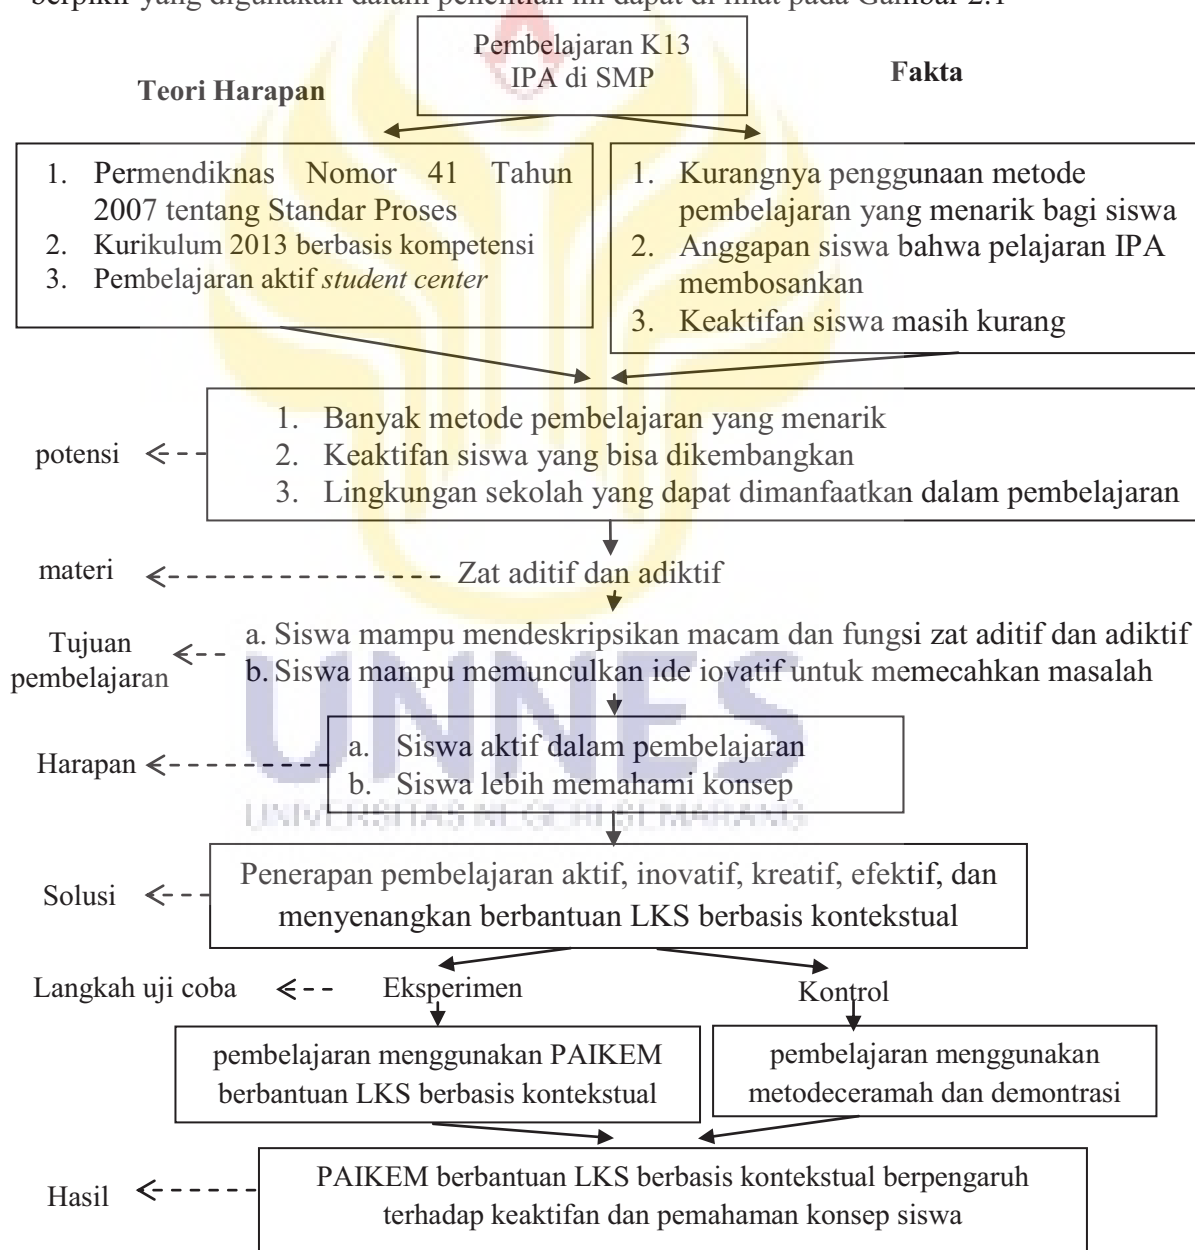 berpikir yang digunakan dalam penelitian ini dapat di lihat pada Gambar 2.1
Pembelajaran K13
IPA di SMP
Teori Harapan
Fakta
1. Permendiknas Nomor 41 Tahun
2007 tentang Standar Proses
2. Kurikulum 2013 berbasis kompetensi
3. Pembelajaran aktif student center
1. Kurangnya penggunaan metode
pembelajaran yang menarik bagi siswa
2. Anggapan siswa bahwa pelajaran IPA
membosankan
3. Keaktifan siswa masih kurang
potensi
1. Banyak metode pembelajaran yang menarik
2. Keaktifan siswa yang bisa dikembangkan
3. Lingkungan sekolah yang dapat dimanfaatkan dalam pembelajaran
materi
Zat aditif dan adiktif
Tujuan
pembelajaran
a. Siswa mampu mendeskripsikan macam dan fungsi zat aditif dan adiktif
b. Siswa mampu memunculkan ide iovatif untuk memecahkan masalah
UNNES
UNIVERSITAS NEGERI SEMARANG
Harapan
a. Siswa aktif dalam pembelajaran
b. Siswa lebih memahami konsep
Solusi
Penerapan pembelajaran aktif, inovatif, kreatif, efektif, dan
menyenangkan berbantuan LKS berbasis kontekstual
Langkah uji coba
Eksperimen
Kontrol
pembelajaran menggunakan PAIKEM
berbantuan LKS berbasis kontekstual
pembelajaran menggunakan
metodeceramah dan demontrasi
Hasil
PAIKEM berbantuan LKS berbasis kontekstual berpengaruh
terhadap keaktifan dan pemahaman konsep siswa